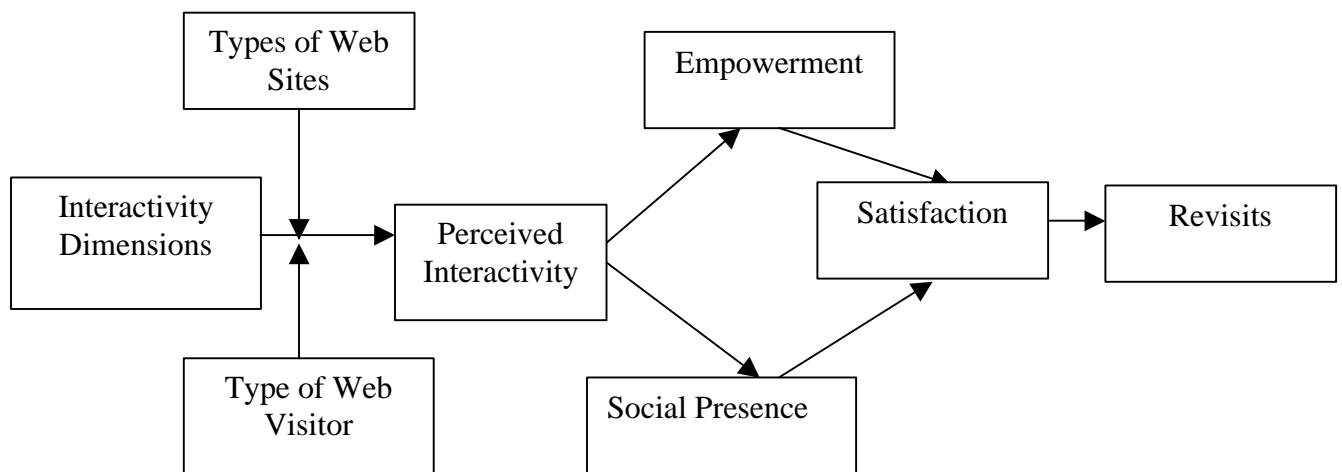 Types of Web
Sites
Empowerment
Interactivity
Dimensions
Perceived
Interactivity
Satisfaction
Revisits
Type of Web
Visitor
Social Presence